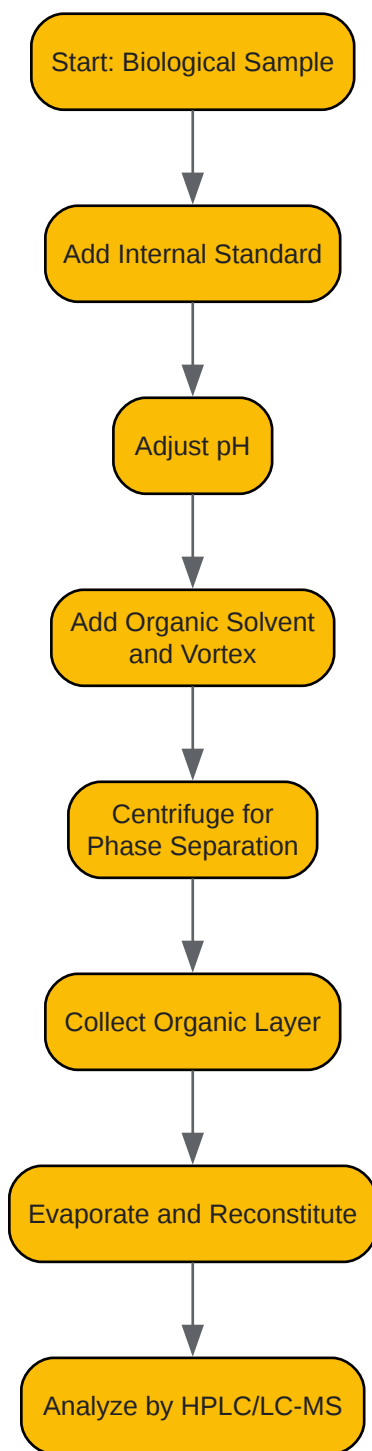 Start: Biological Sample
Add Internal Standard
Adjust pH
Add Organic Solvent
and Vortex
Centrifuge for
Phase Separation
Collect Organic Layer
Evaporate and Reconstitute
Analyze by HPLC/LC-MS